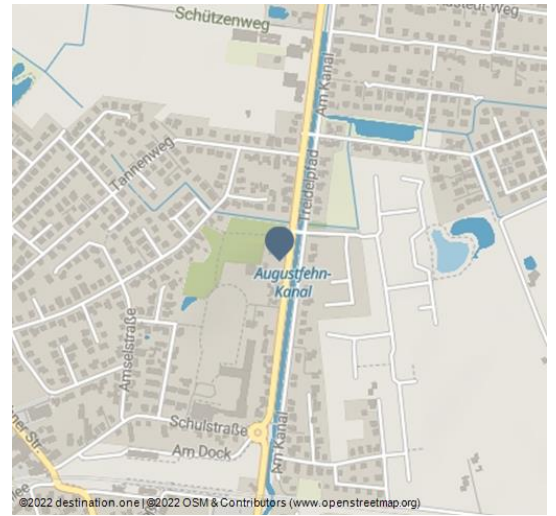 Schützenweg
Am Kanal
Tannenweg
Treidelpfad
Augustfehn-
Kanal
Amselstraße
Schulstraße
Am Dock
Am Kanal
©2022 destination.one | ©2022 OSM & Contributors (www.openstreetmap.org)